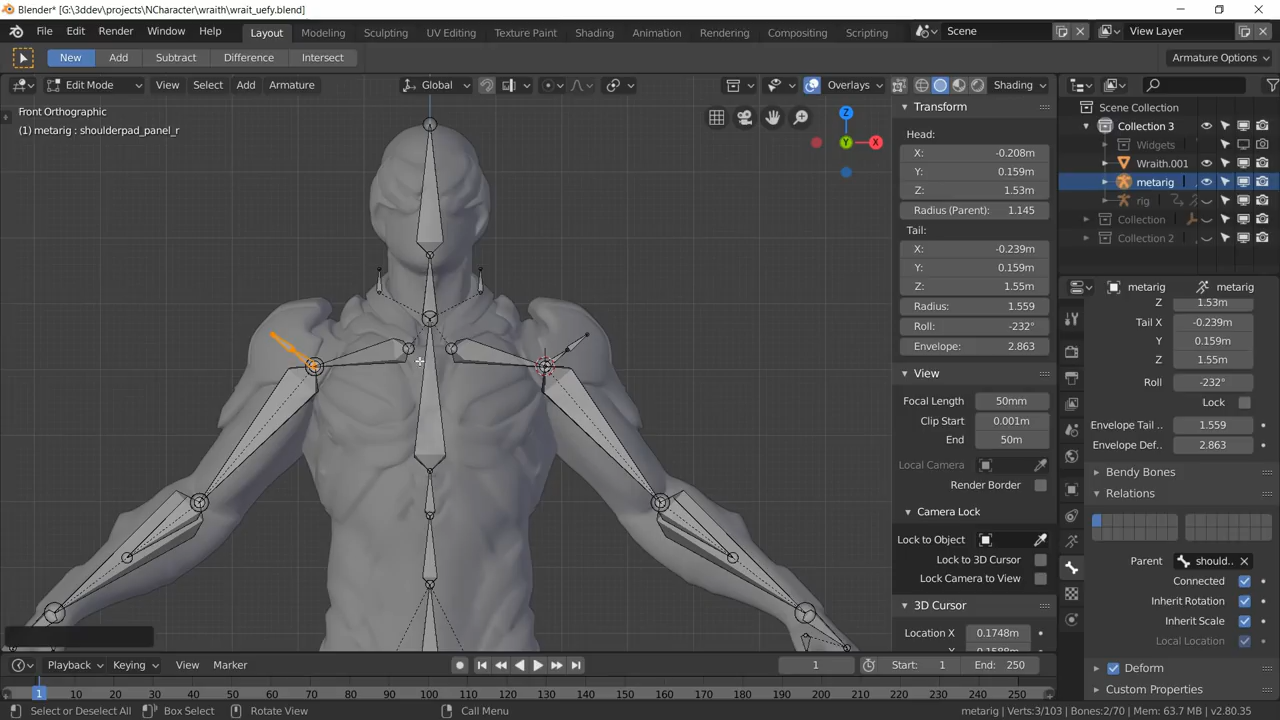 Blender* [G:\3ddev\projects\NCharacter\wraith\wrait_uefy.blend]
File Edit Render Window Help Layout Modeling Sculpting UV Editing Texture Paint Shading Animation Rendering Compositing Scripting Scene View Layer
New Add Subtract Difference Intersect Armature Options
Edit Mode View Select Add Armature Global Overlays Shading
Front Orthographic
(1) metarig : shoulderpad_panel_r
Z
Y
X
Transform
Head:
X: -0.208m
Y: 0.159m
Z: 1.53m
Radius (Parent): 1.145
Tail:
X: -0.239m
Y: 0.159m
Z: 1.55m
Radius: 1.559
Roll: -232°
Envelope: 2.863
View
Focal Length 50mm
Clip Start 0.001m
End 50m
Local Camera
Render Border
Camera Lock
Lock to Object
Lock to 3D Cursor
Lock Camera to View
3D Cursor
Location X 0.1748m
Scene Collection
Collection 3
Widgets
Wraith.001
metarig
rig
Collection
Collection 2
metarig metarig
Z 1.53m
Tail X -0.239m
Y 0.159m
Z 1.55m
Roll -232°
Lock
Envelope Tail .. 1.559
Envelope Def.. 2.863
Bendy Bones
Relations
Parent should..
Connected
Inherit Rotation
Inherit Scale
Local Location
Deform
Custom Properties
Playback Keying View Marker 1 Start: 1 End: 250
1 10 20 30 40 50 60 70 80 90 100 110 120 130 140 150 160 170 180 190 200 210 220 230 240 250
Select or Deselect All Box Select Rotate View Call Menu metarig | Verts:3/103 | Bones:2/70 | Mem: 63.7 MB | v2.80.35